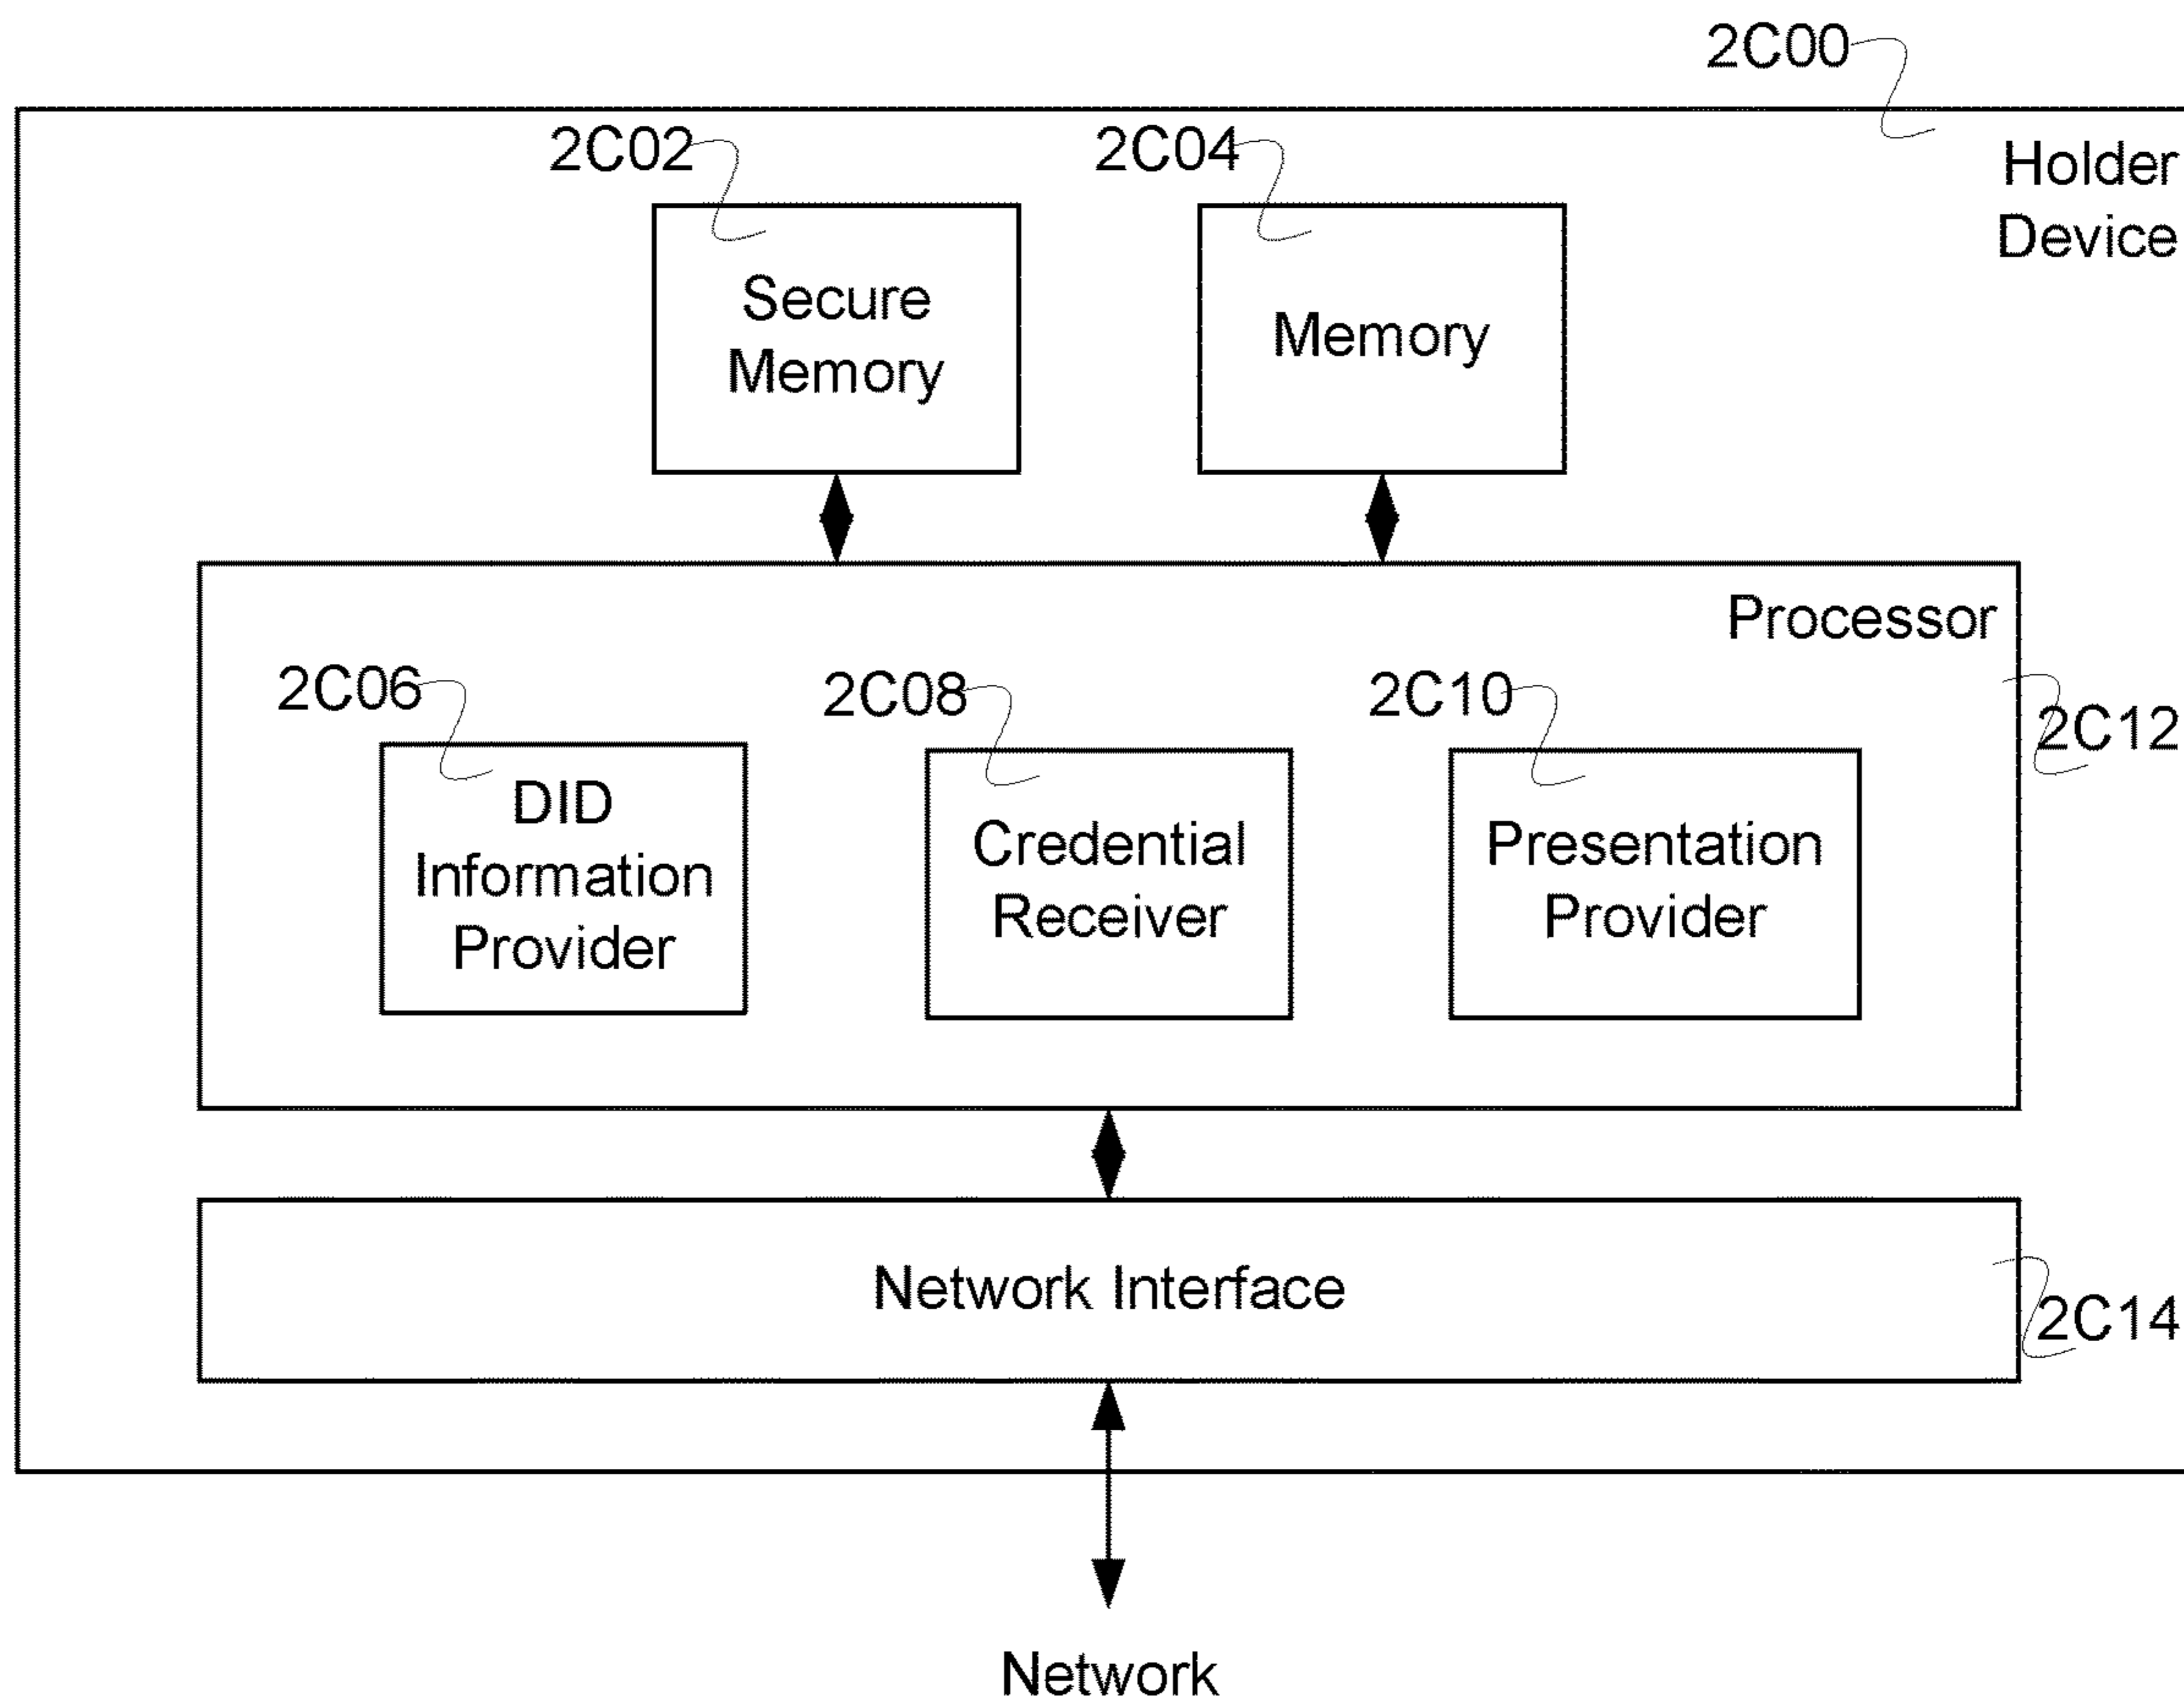 2C00
2C02
2C04
Holder
Device
Secure
Memory
Memory
Processor
2C06
2C08
2C10
2C12
DID
Information
Provider
Credential
Receiver
Presentation
Provider
Network Interface
2C14
Network